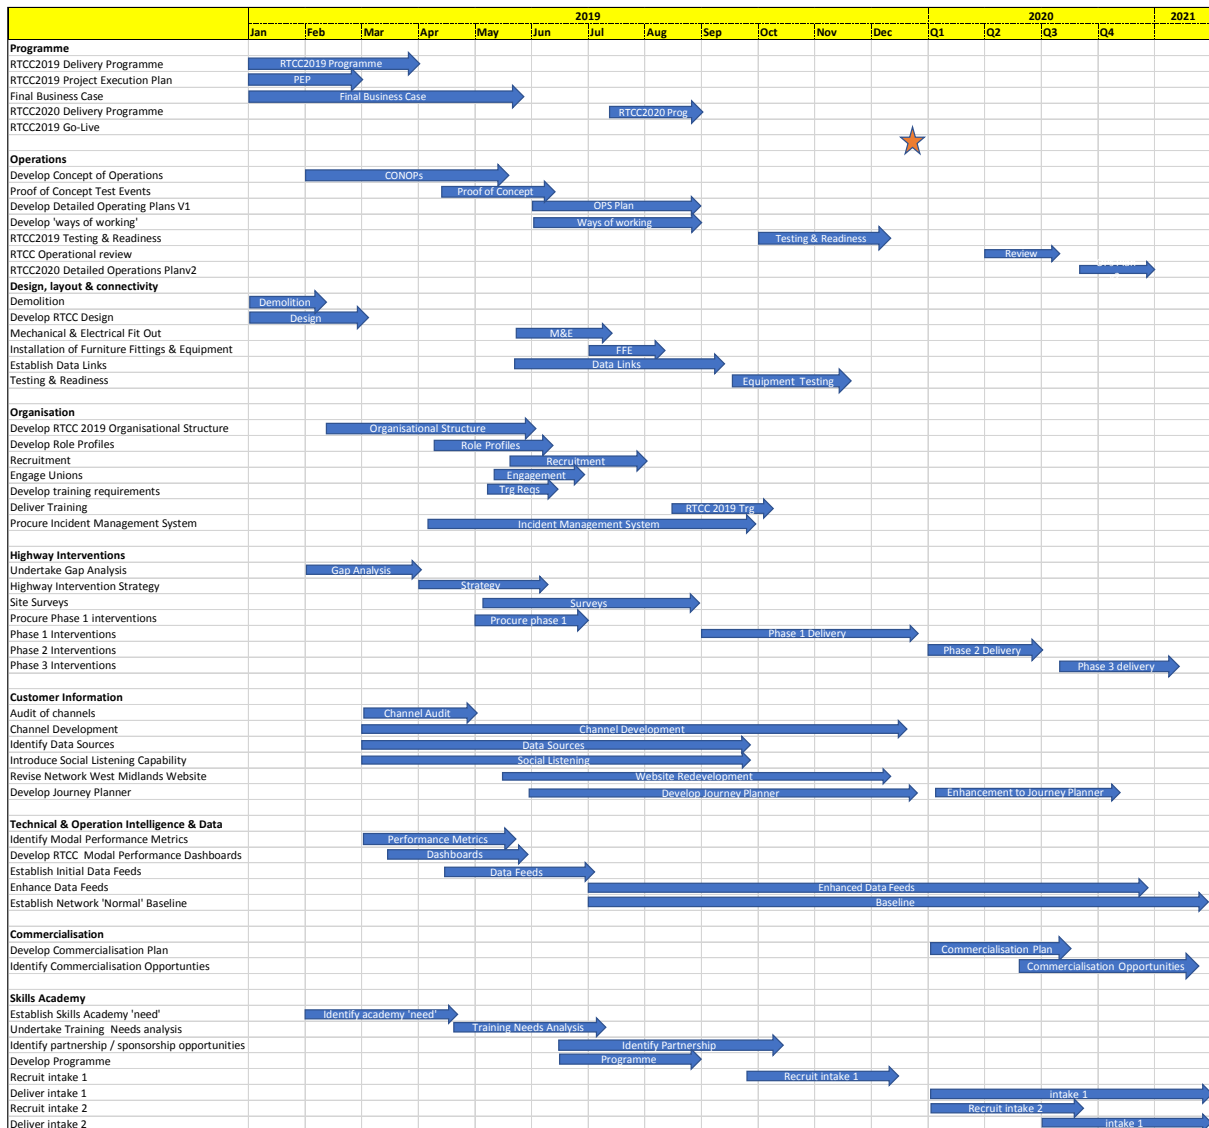 2019 2020 2021
Jan Feb Mar Apr May Jun Jul Aug Sep Oct Nov Dec Q1 Q2 Q3 Q4
Programme
RTCC2019 Delivery Programme RTCC2019 Programme
RTCC2019 Project Execution Plan PEP
Final Business Case Final Business Case
RTCC2020 Delivery Programme RTCC2020 Prog
RTCC2019 Go-Live
Operations
Develop Concept of Operations CONOPs
Proof of Concept Test Events Proof of Concept
Develop Detailed Operating Plans V1 OPS Plan
Develop 'ways of working' Ways of working
RTCC2019 Testing & Readiness Testing & Readiness
RTCC Operational review Review
RTCC2020 Detailed Operations Planv2
Design, layout & connectivity
Demolition Demolition
Develop RTCC Design Design
Mechanical & Electrical Fit Out M&E
Installation of Furniture Fittings & Equipment FFE
Establish Data Links Data Links
Testing & Readiness Equipment Testing
Organisation
Develop RTCC 2019 Organisational Structure Organisational Structure
Develop Role Profiles Role Profiles
Recruitment Recruitment
Engage Unions Engagement
Develop training requirements Trg Reqs
Deliver Training RTCC 2019 Trg
Procure Incident Management System Incident Management System
Highway Interventions
Undertake Gap Analysis Gap Analysis
Highway Intervention Strategy Strategy
Site Surveys Surveys
Procure Phase 1 interventions Procure phase 1
Phase 1 Interventions Phase 1 Delivery
Phase 2 Interventions Phase 2 Delivery
Phase 3 Interventions Phase 3 delivery
Customer Information
Audit of channels Channel Audit
Channel Development Channel Development
Identify Data Sources Data Sources
Introduce Social Listening Capability Social Listening
Revise Network West Midlands Website Website Redevelopment
Develop Journey Planner Develop Journey Planner Enhancement to Journey Planner
Technical & Operation Intelligence & Data
Identify Modal Performance Metrics Performance Metrics
Develop RTCC Modal Performance Dashboards Dashboards
Establish Initial Data Feeds Data Feeds
Enhance Data Feeds Enhanced Data Feeds
Establish Network 'Normal' Baseline Baseline
Commercialisation
Develop Commercialisation Plan Commercialisation Plan
Identify Commercialisation Opportunties Commercialisation Opportunities
Skills Academy
Establish Skills Academy 'need' Identify academy 'need'
Undertake Training Needs analysis Training Needs Analysis
Identify partnership / sponsorship opportunities Identify Partnership
Develop Programme Programme
Recruit intake 1 Recruit intake 1
Deliver intake 1 intake 1
Recruit intake 2 Recruit intake 2
Deliver intake 2 intake 1